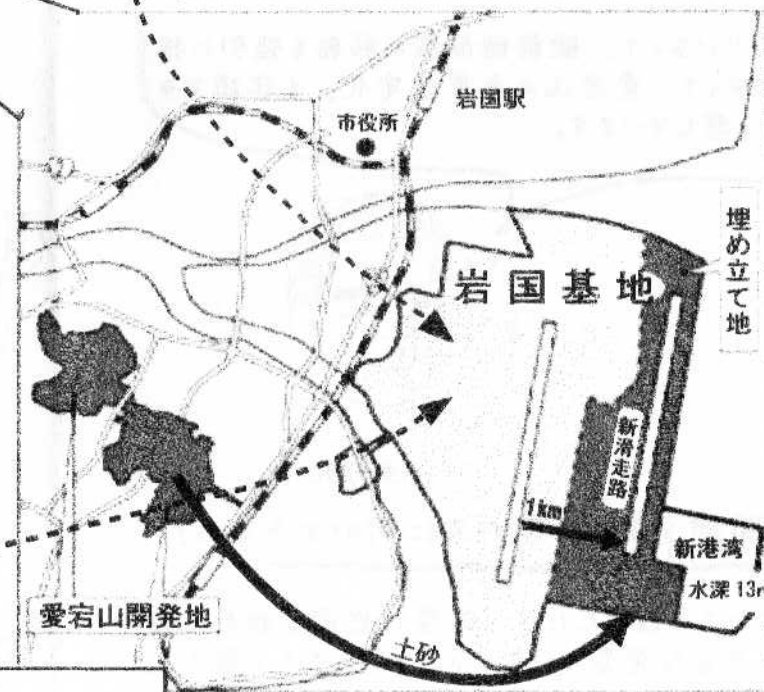 岩国駅
市役所
埋め立て地
岩国基地
新滑走路
1km
新港湾
水深13m
愛宕山開発地
土砂